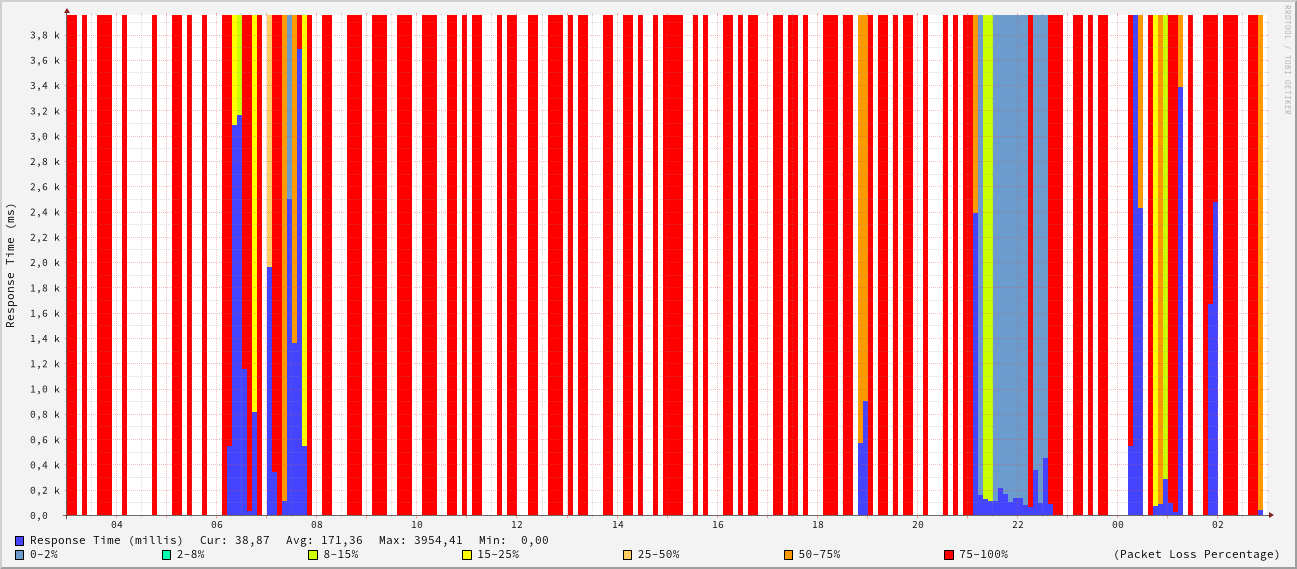 RRDTOOL / TOBI OETIKER
Response Time (ms)
3,8 k
3,6 k
3,4 k
3,2 k
3,0 k
2,8 k
2,6 k
2,4 k
2,2 k
2,0 k
1,8 k
1,6 k
1,4 k
1,2 k
1,0 k
0,8 k
0,6 k
0,4 k
0,2 k
0,0
04 06 08 10 12 14 16 18 20 22 00 02
Response Time (millis) Cur: 38,87 Avg: 171,36 Max: 3954,41 Min: 0,00
0-2% 2-8% 8-15% 15-25% 25-50% 50-75% 75-100% (Packet Loss Percentage)